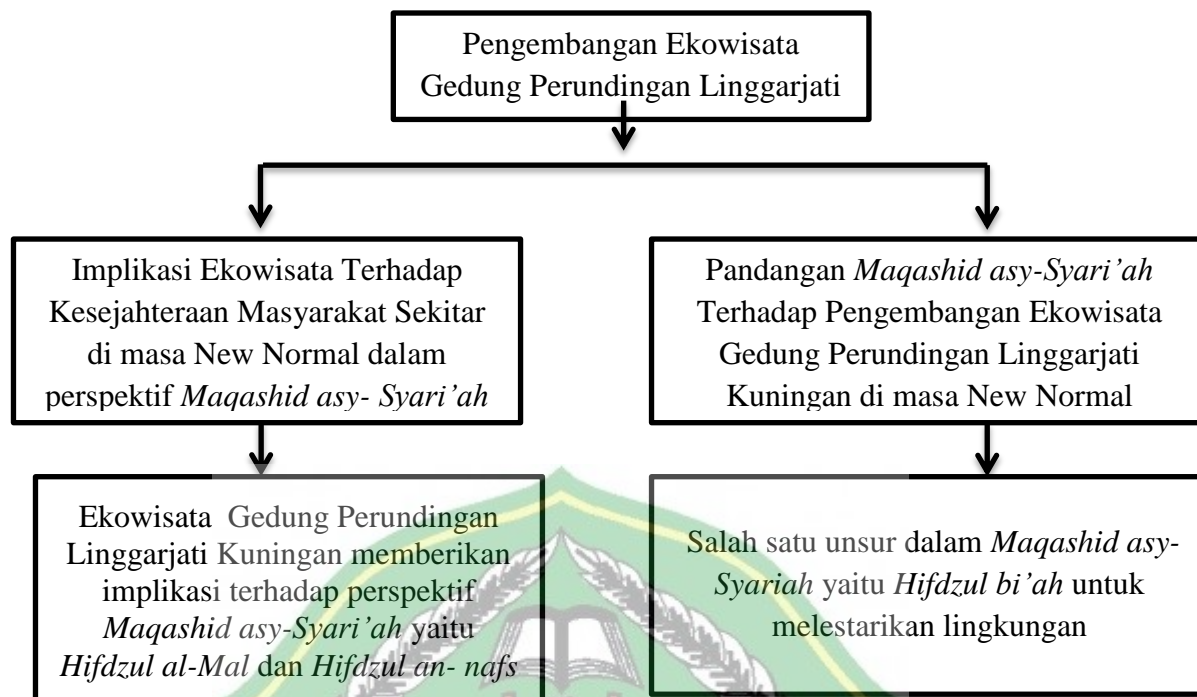 Pengembangan Ekowisata
Gedung Perundingan Linggarjati
Implikasi Ekowisata Terhadap
Kesejahteraan Masyarakat Sekitar
di masa New Normal dalam
perspektif Maqashid asy- Syari’ah
Pandangan Maqashid asy-Syari’ah
Terhadap Pengembangan Ekowisata
Gedung Perundingan Linggarjati
Kuningan di masa New Normal
Ekowisata Gedung Perundingan
Linggarjati Kuningan memberikan
implikasi terhadap perspektif
Maqashid asy-Syari’ah yaitu
Hifdzul al-Mal dan Hifdzul an- nafs
Salah satu unsur dalam Maqashid asy-
Syariah yaitu Hifdzul bi’ah untuk
melestarikan lingkungan